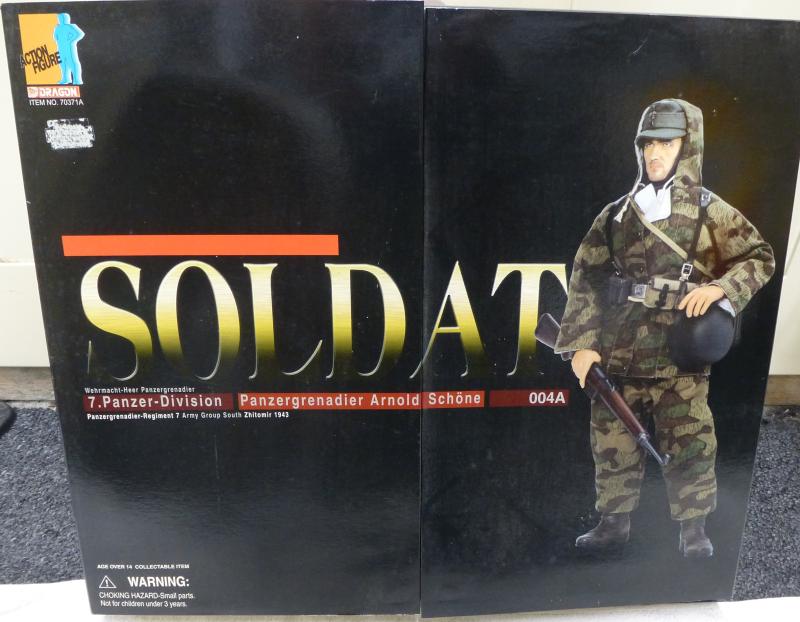 ACTION
FIGURE
DRAGON
ITEM NO. 70371A
SOLDAT
Wehrmacht-Heer Panzergrenadier
7.Panzer-Division Panzergrenadier Arnold Schöne 004A
Panzergrenadier-Regiment 7 Army Group South Zhitomir 1943
AGE OVER 14 COLLECTABLE ITEM
WARNING:
CHOKING HAZARD-Small parts.
Not for children under 3 years.